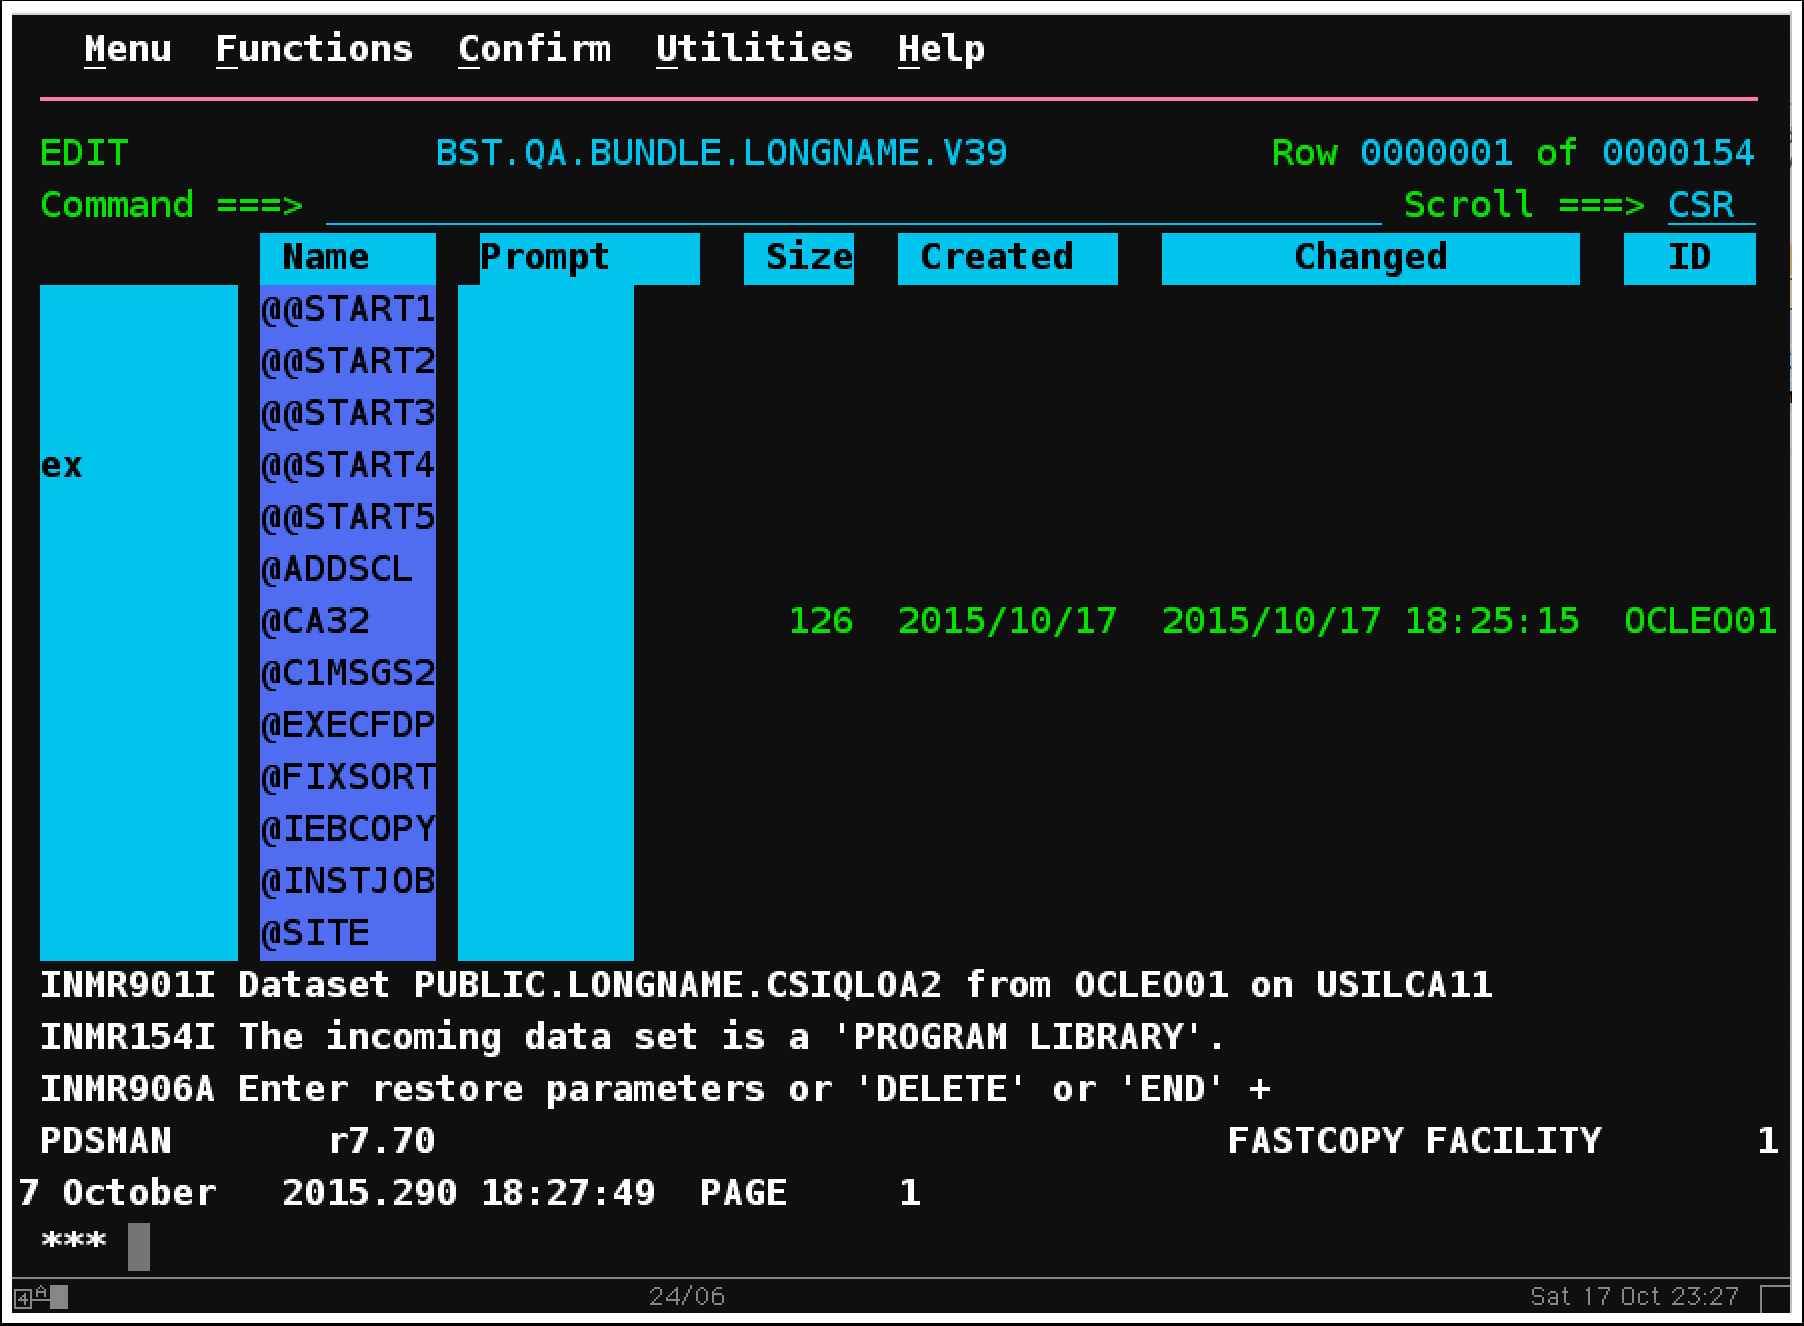 Menu Functions Confirm Utilities Help
EDIT BST.QA.BUNDLE.LONGNAME.V39 Row 0000001 of 0000154
Command ===> Scroll ===> CSR
Name Prompt Size Created Changed ID
@@START1
@@START2
@@START3
ex @@START4
@@START5
@ADDSCL
@CA32 126 2015/10/17 2015/10/17 18:25:15 OCLEO01
@C1MSGS2
@EXECFDP
@FIXSORT
@IEBCOPY
@INSTJOB
@SITE
INMR901I Dataset PUBLIC.LONGNAME.CSIQLOA2 from OCLEO01 on USILCA11
INMR154I The incoming data set is a 'PROGRAM LIBRARY'.
INMR906A Enter restore parameters or 'DELETE' or 'END' +
PDSMAN r7.70 FASTCOPY FACILITY 1
7 October 2015.290 18:27:49 PAGE 1
***
4 A 24/06 Sat 17 Oct 23:27